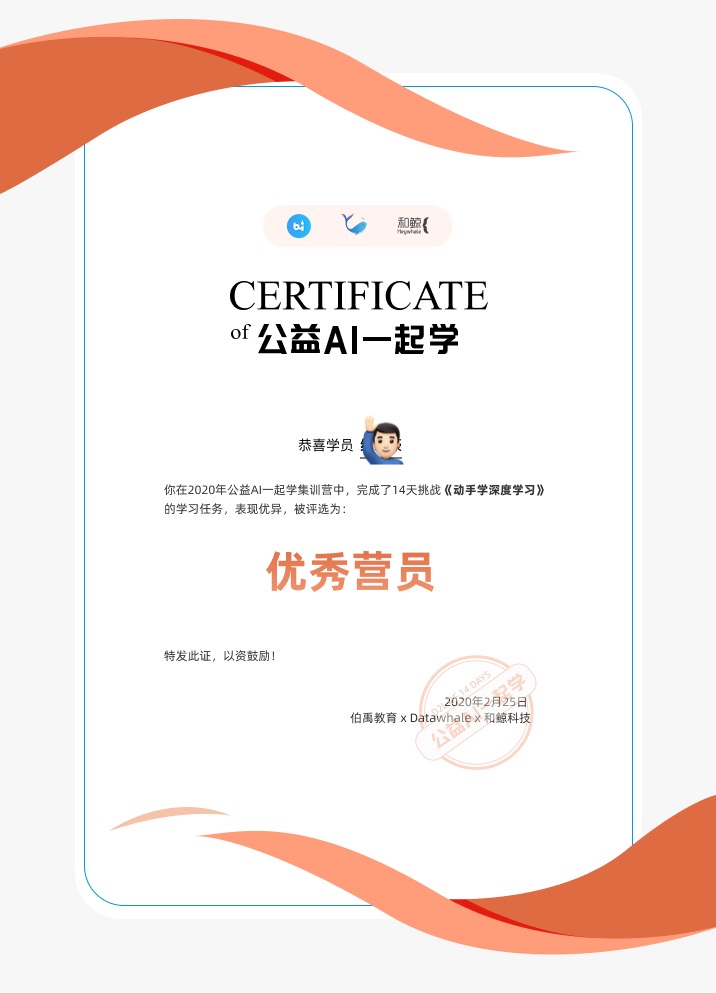 和鲸
Heywhale
CERTIFICATE
of 公益AI一起学
恭喜学员
你在2020年公益AI一起学集训营中，完成了14天挑战《动手学深度学习》
的学习任务，表现优异，被评选为：
优秀营员
特发此证，以资鼓励！
14 DAYS
公益AI一起学
2020年2月25日
伯禹教育 x Datawhale x 和鲸科技